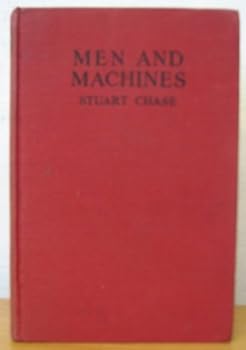 MEN AND
MACHINES
STUART CHASE